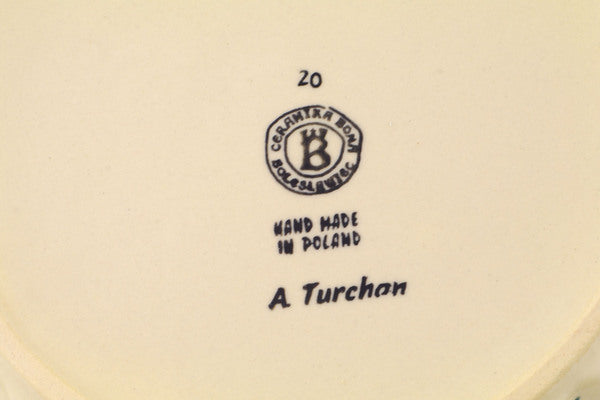 20
CERAMIKA BONA
B
BOLESŁAWIEC
HAND MADE
IN POLAND
A. Turchan